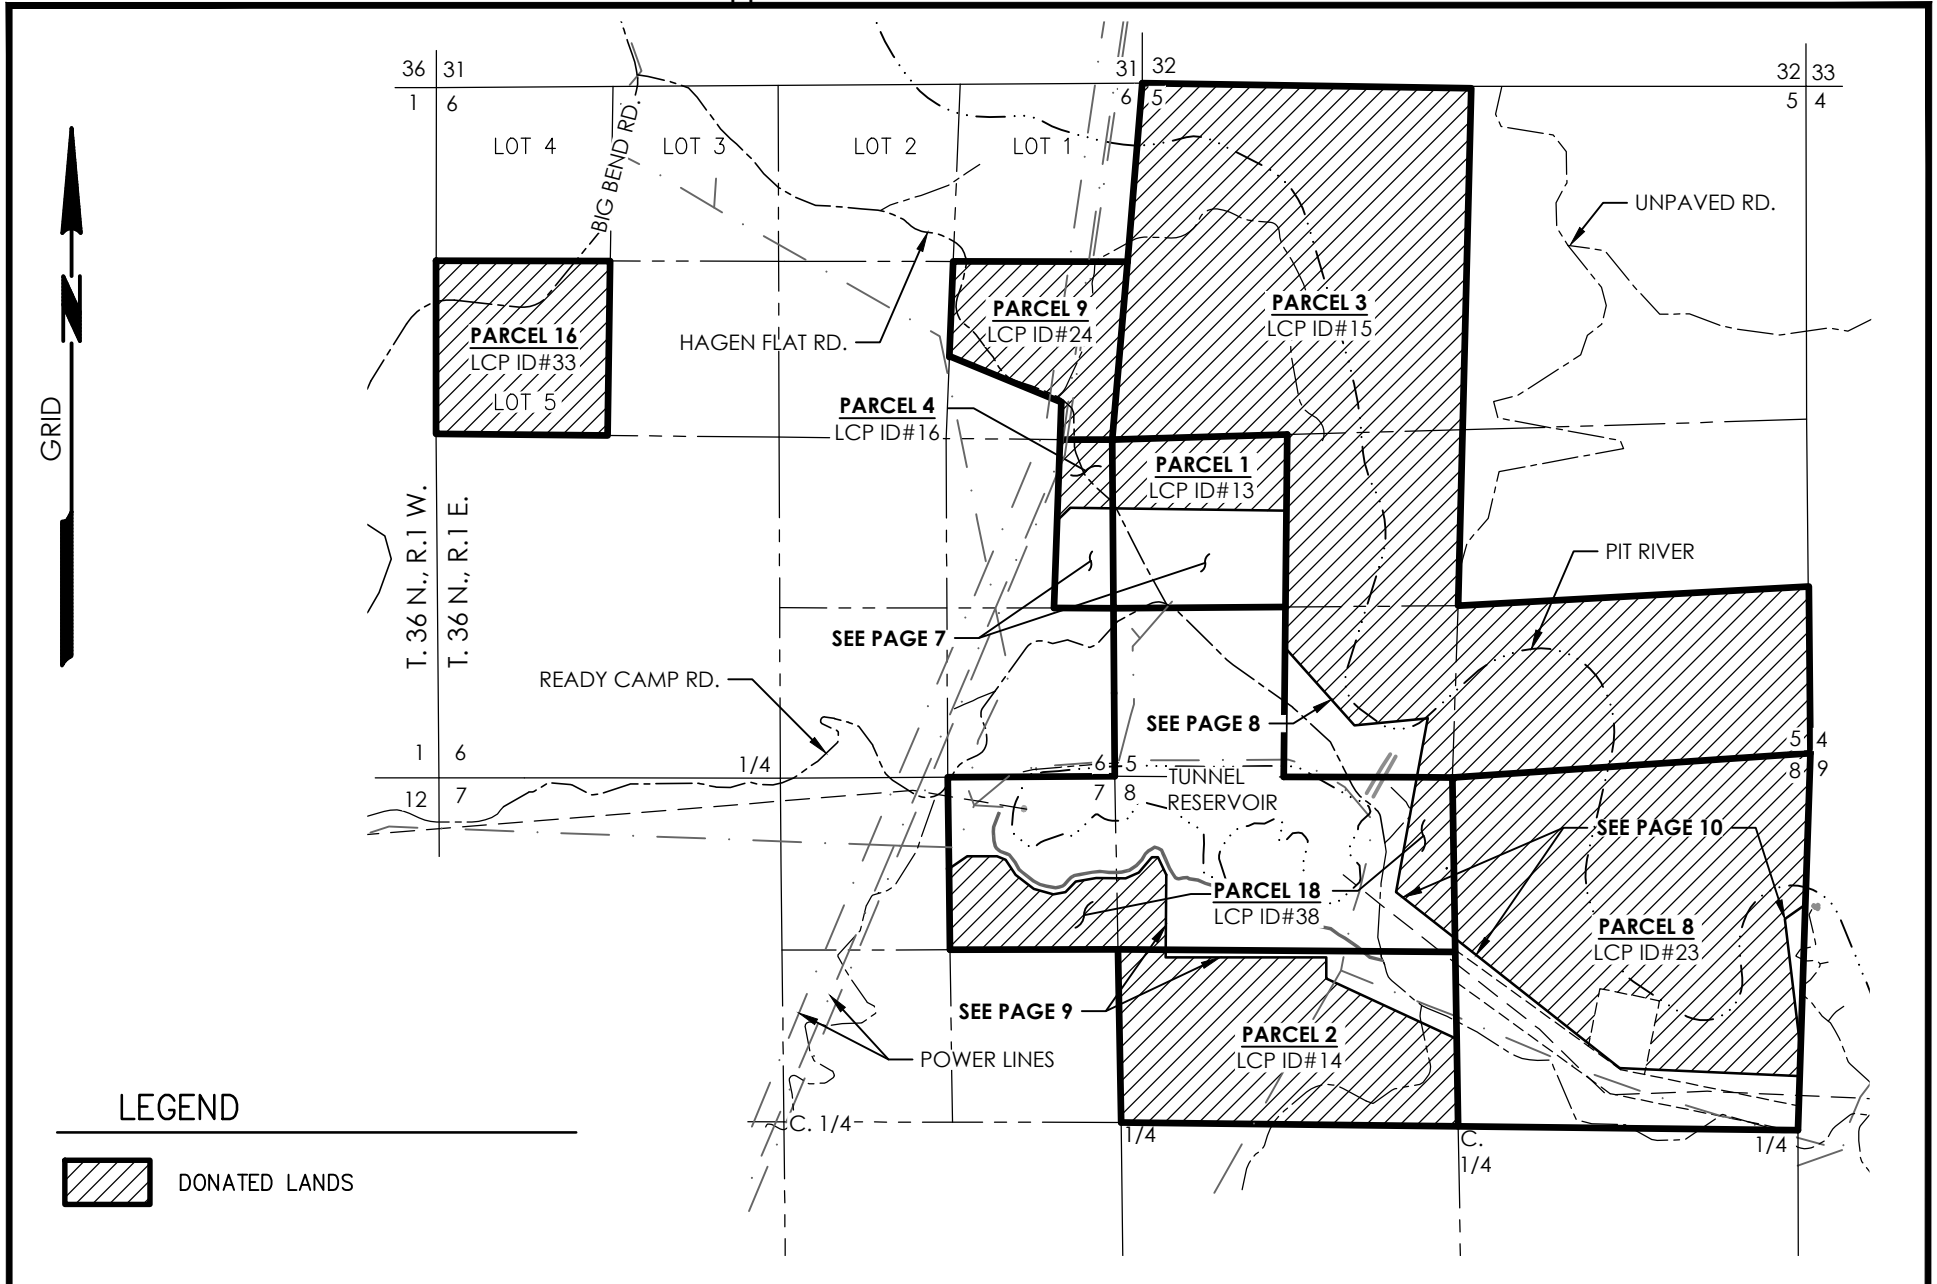 36 31
31 32
32 33
1 6
6 5
5 4
LOT 4
LOT 3
LOT 2
LOT 1
BIG BEND RD.
UNPAVED RD.
N
GRID
PARCEL 16
LCP ID#33
LOT 5
HAGEN FLAT RD.
PARCEL 9
LCP ID#24
PARCEL 3
LCP ID#15
PARCEL 4
LCP ID#16
PARCEL 1
LCP ID#13
T. 36 N., R.1 W.
T. 36 N., R.1 E.
PIT RIVER
SEE PAGE 7
READY CAMP RD.
SEE PAGE 8
1 6
1/4
6 5
5 4
12 7
7 8
8 9
TUNNEL
RESERVOIR
SEE PAGE 10
PARCEL 18
LCP ID#38
PARCEL 8
LCP ID#23
SEE PAGE 9
PARCEL 2
LCP ID#14
POWER LINES
C. 1/4
1/4
C.
1/4
1/4
LEGEND
DONATED LANDS